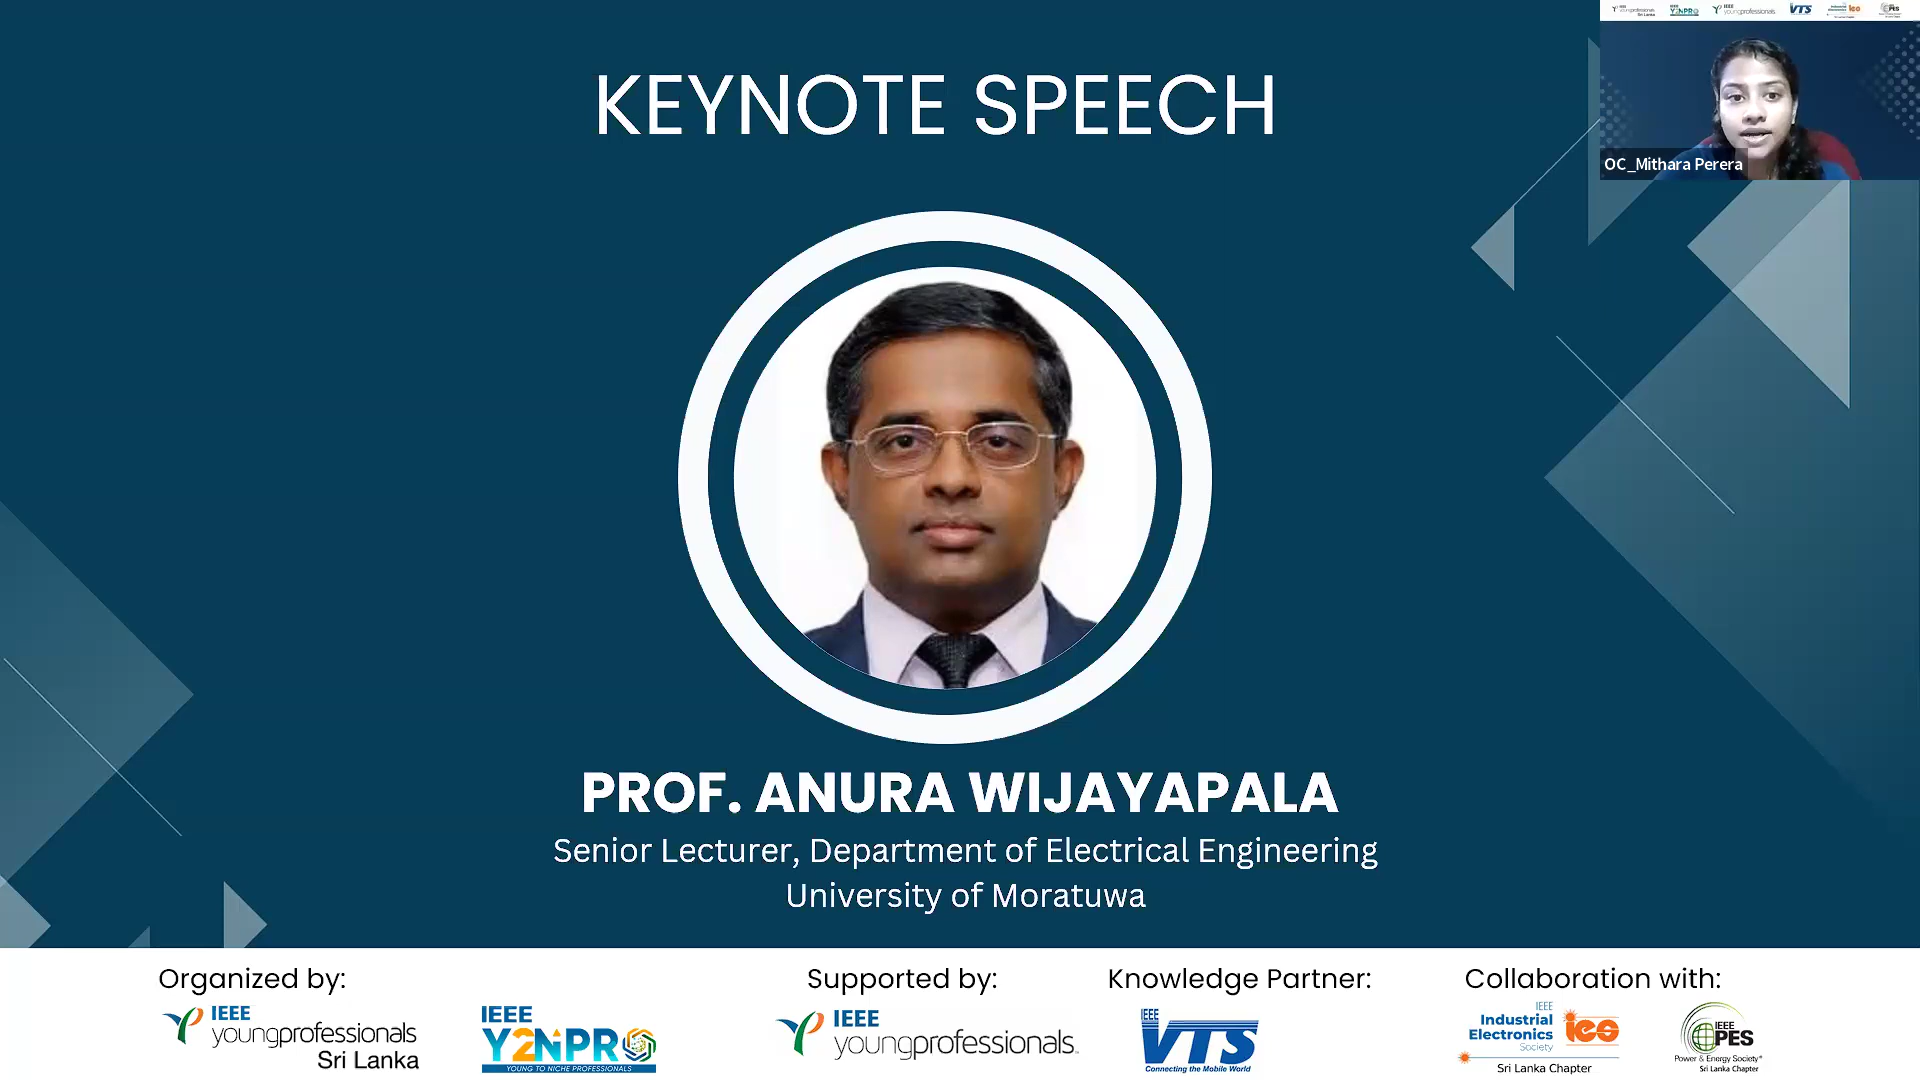 KEYNOTE SPEECH
OC_Mithara Perera
PROF. ANURA WIJAYAPALA
Senior Lecturer, Department of Electrical Engineering
University of Moratuwa
Organized by:
IEEE
youngprofessionals
Sri Lanka
IEEE
Y2NPRO
YOUNG TO NICHE PROFESSIONALS
Supported by:
IEEE
youngprofessionals
Knowledge Partner:
IEEE
VTS
Connecting the Mobile World
Collaboration with:
IEEE
Industrial
Electronics
Society
ies
Sri Lanka Chapter
IEEE
PES
Power & Energy Society®
Sri Lanka Chapter